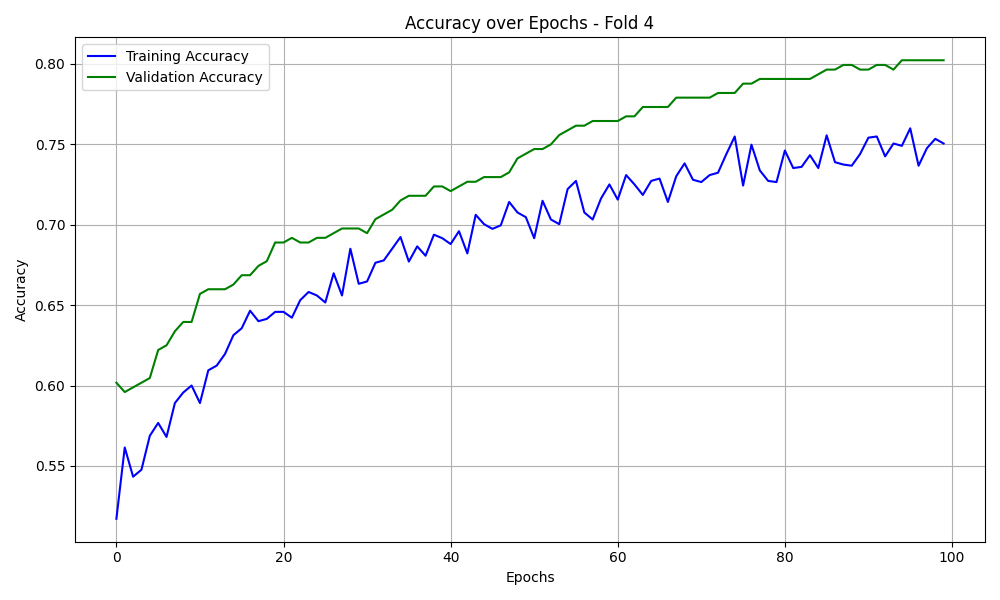 Accuracy over Epochs - Fold 4
Training Accuracy
Validation Accuracy
Accuracy
0.80
0.75
0.70
0.65
0.60
0.55
0 20 40 60 80 100
Epochs